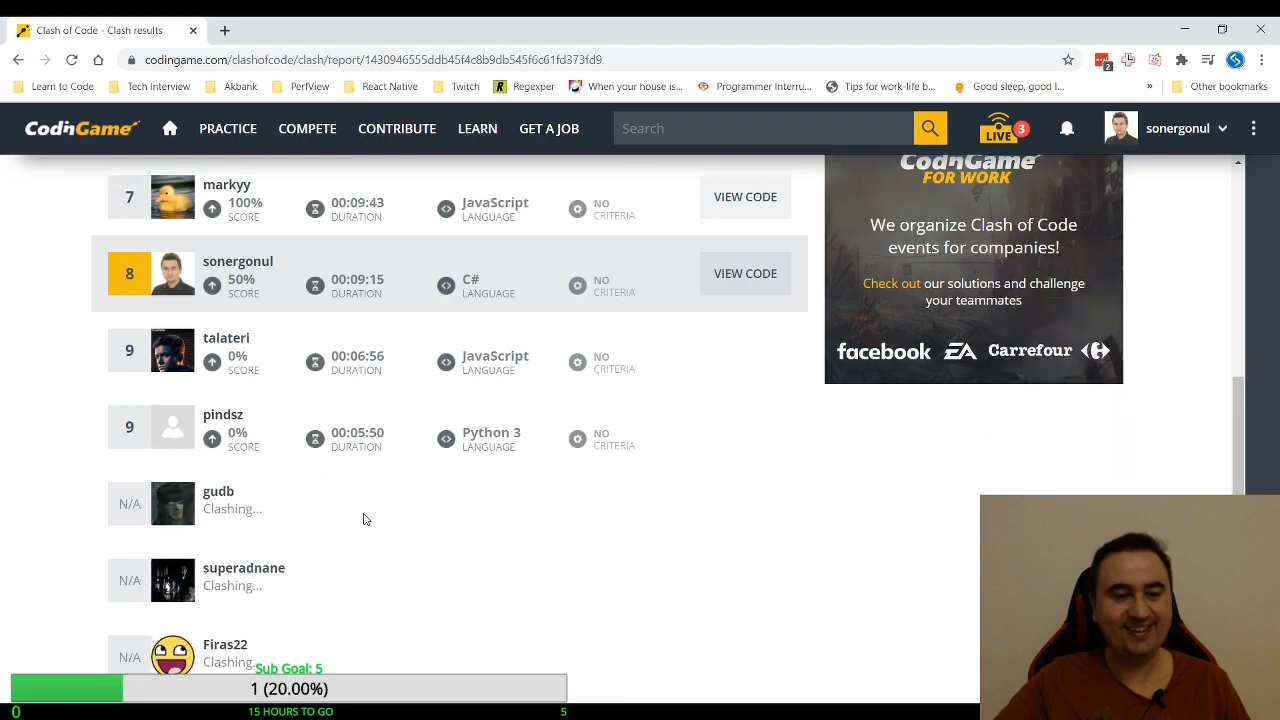 Clash of Code - Clash results
codingame.com/clashofcode/clash/report/1430946555ddb45f4c8b9db545f6c61fd373fd9
2
Learn to Code
Tech Interview
Akbank
PerfView
React Native
Twitch
Regexper
When your house is...
Programmer Interru...
Tips for work-life b...
Good sleep, good l...
»
Other bookmarks
CodinGame
PRACTICE
COMPETE
CONTRIBUTE
LEARN
GET A JOB
Search
LIVE
3
sonergonul
7
markyy
100%
SCORE
00:09:43
DURATION
JavaScript
LANGUAGE
NO
CRITERIA
VIEW CODE
8
sonergonul
50%
SCORE
00:09:15
DURATION
C#
LANGUAGE
NO
CRITERIA
VIEW CODE
9
talateri
0%
SCORE
00:06:56
DURATION
JavaScript
LANGUAGE
NO
CRITERIA
9
pindsz
0%
SCORE
00:05:50
DURATION
Python 3
LANGUAGE
NO
CRITERIA
N/A
gudb
Clashing...
N/A
superadnane
Clashing...
N/A
Firas22
Clashing...
CodinGame
FOR WORK
We organize Clash of Code
events for companies!
Check out our solutions and challenge
your teammates
facebook
EA
Carrefour
Sub Goal: 5
1 (20.00%)
0
15 HOURS TO GO
5